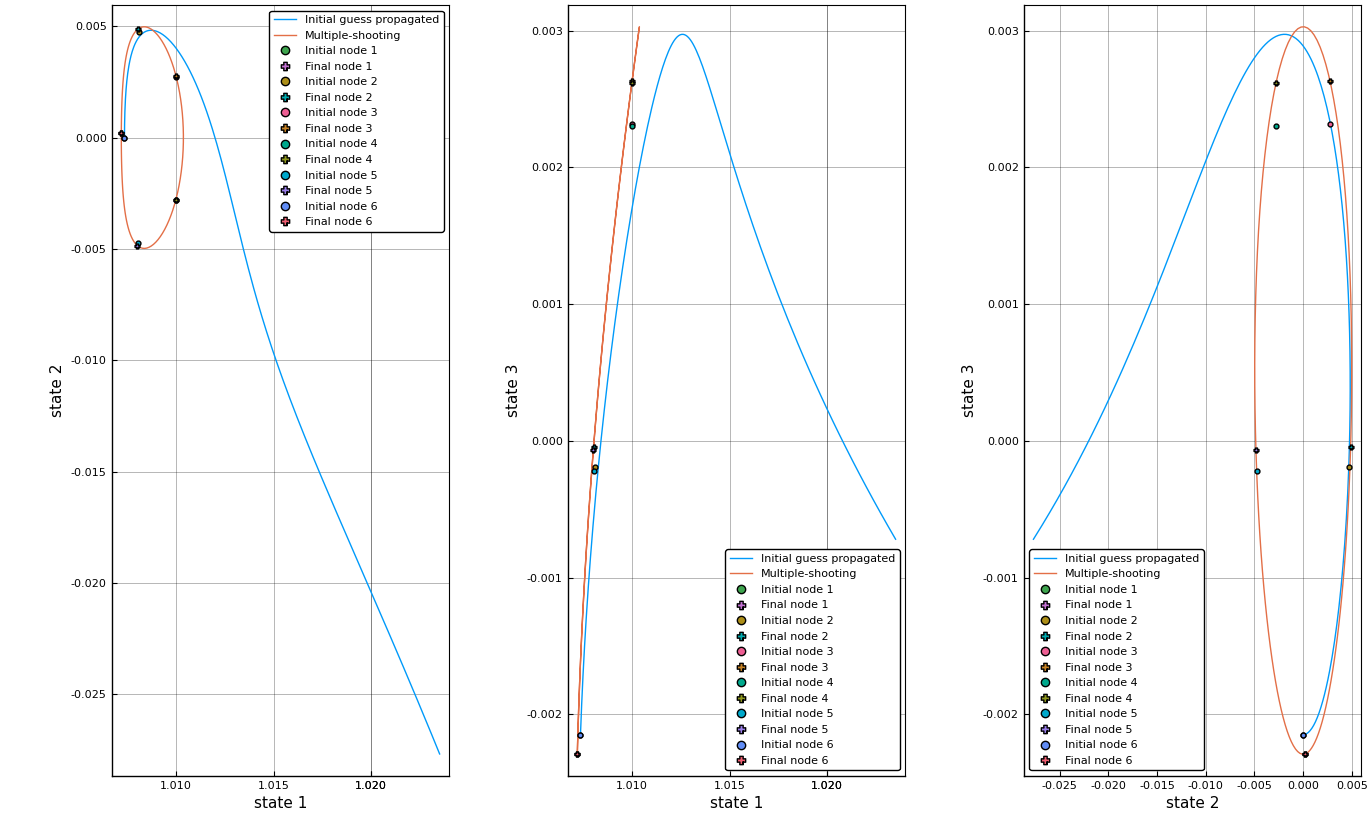 0.005
0.000
-0.005
-0.010
-0.015
-0.020
-0.025
state 2
1.010
1.015
1.020
state 1
Initial guess propagated
Multiple-shooting
Initial node 1
Final node 1
Initial node 2
Final node 2
Initial node 3
Final node 3
Initial node 4
Final node 4
Initial node 5
Final node 5
Initial node 6
Final node 6
0.003
0.002
0.001
0.000
-0.001
-0.002
state 3
1.010
1.015
1.020
state 1
Initial guess propagated
Multiple-shooting
Initial node 1
Final node 1
Initial node 2
Final node 2
Initial node 3
Final node 3
Initial node 4
Final node 4
Initial node 5
Final node 5
Initial node 6
Final node 6
0.003
0.002
0.001
0.000
-0.001
-0.002
state 3
-0.025
-0.020
-0.015
-0.010
-0.005
0.000
0.005
state 2
Initial guess propagated
Multiple-shooting
Initial node 1
Final node 1
Initial node 2
Final node 2
Initial node 3
Final node 3
Initial node 4
Final node 4
Initial node 5
Final node 5
Initial node 6
Final node 6